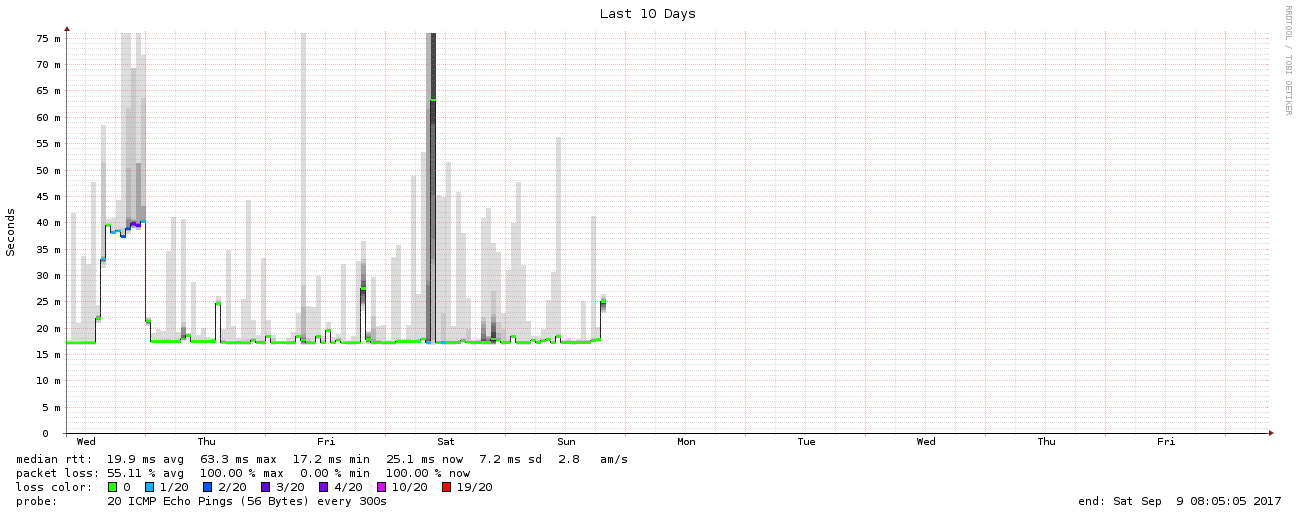 Last 10 Days
RRDTOOL / TOBI OETIKER
Seconds
75 m
70 m
65 m
60 m
55 m
50 m
45 m
40 m
35 m
30 m
25 m
20 m
15 m
10 m
5 m
0
Wed Thu Fri Sat Sun Mon Tue Wed Thu Fri
median rtt: 19.9 ms avg 63.3 ms max 17.2 ms min 25.1 ms now 7.2 ms sd 2.8 am/s
packet loss: 55.11 % avg 100.00 % max 0.00 % min 100.00 % now
loss color: 0 1/20 2/20 3/20 4/20 10/20 19/20
probe: 20 ICMP Echo Pings (56 Bytes) every 300s end: Sat Sep 9 08:05:05 2017